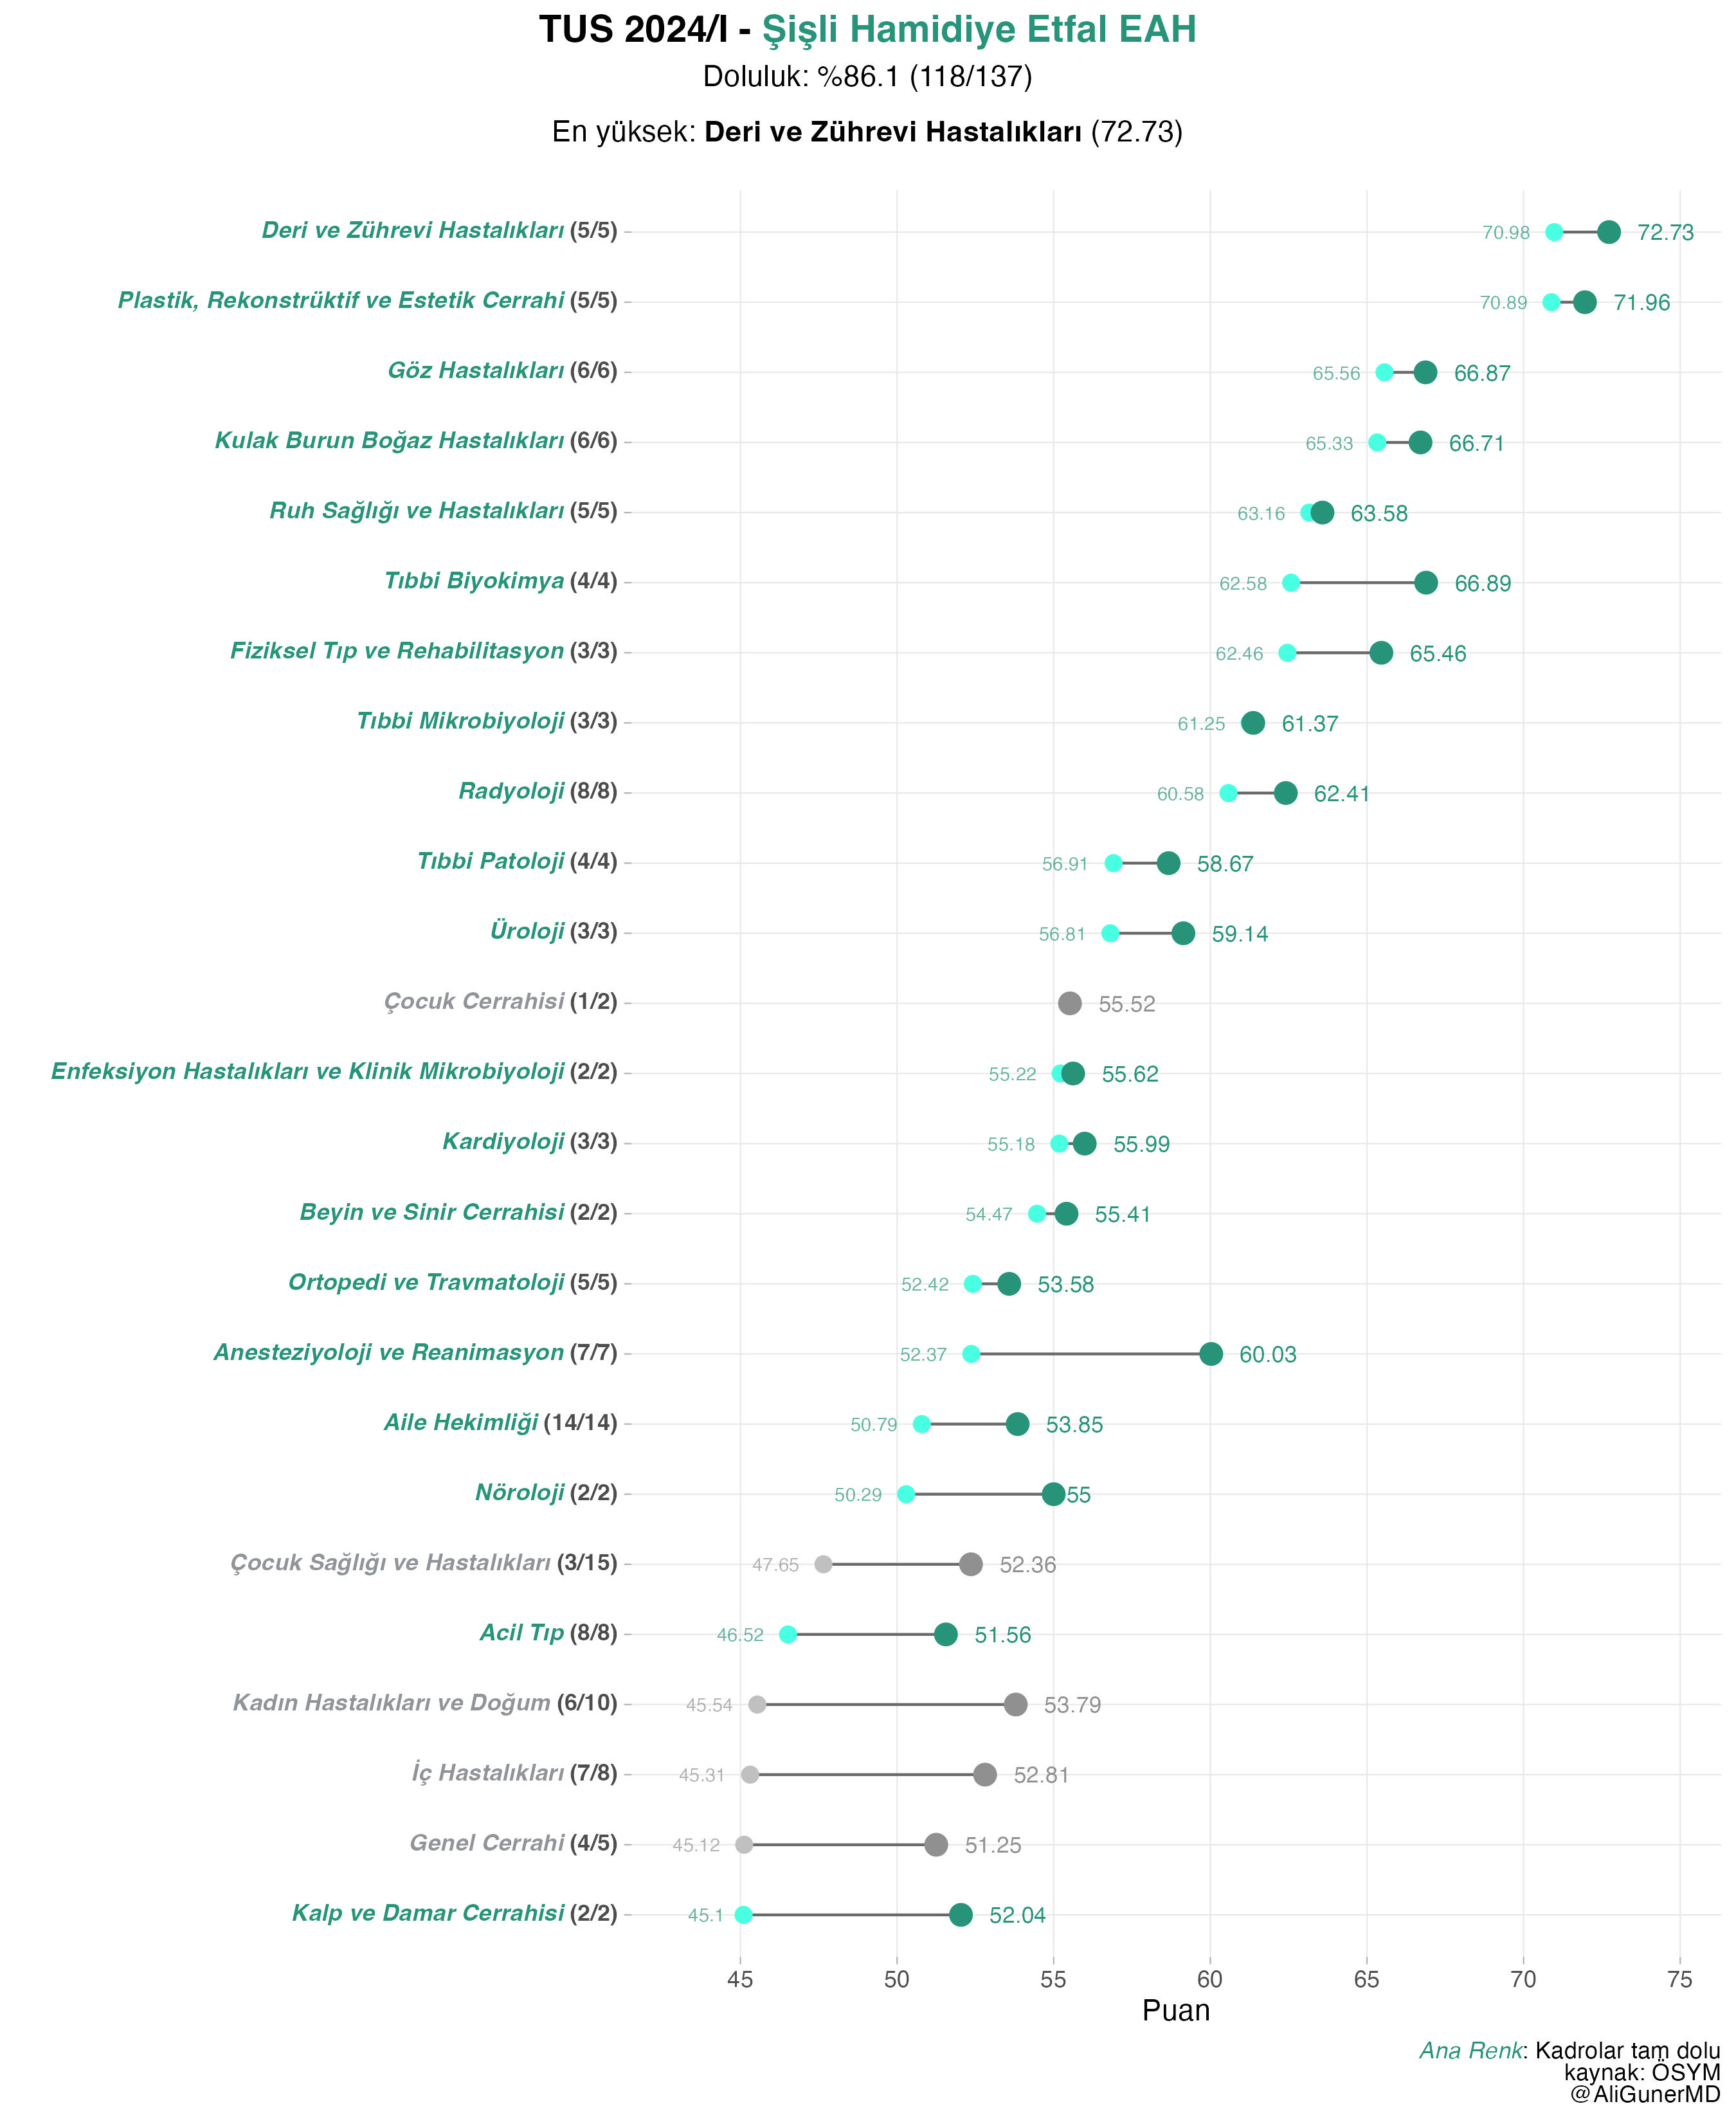 TUS 2024/I - Şişli Hamidiye Etfal EAH
Doluluk: %86.1 (118/137)
En yüksek: Deri ve Zührevi Hastalıkları (72.73)
Deri ve Zührevi Hastalıkları (5/5) 70.98 72.73
Plastik, Rekonstrüktif ve Estetik Cerrahi (5/5) 70.89 71.96
Göz Hastalıkları (6/6) 65.56 66.87
Kulak Burun Boğaz Hastalıkları (6/6) 65.33 66.71
Ruh Sağlığı ve Hastalıkları (5/5) 63.16 63.58
Tıbbi Biyokimya (4/4) 62.58 66.89
Fiziksel Tıp ve Rehabilitasyon (3/3) 62.46 65.46
Tıbbi Mikrobiyoloji (3/3) 61.25 61.37
Radyoloji (8/8) 60.58 62.41
Tıbbi Patoloji (4/4) 56.91 58.67
Üroloji (3/3) 56.81 59.14
Çocuk Cerrahisi (1/2) 55.52
Enfeksiyon Hastalıkları ve Klinik Mikrobiyoloji (2/2) 55.22 55.62
Kardiyoloji (3/3) 55.18 55.99
Beyin ve Sinir Cerrahisi (2/2) 54.47 55.41
Ortopedi ve Travmatoloji (5/5) 52.42 53.58
Anesteziyoloji ve Reanimasyon (7/7) 52.37 60.03
Aile Hekimliği (14/14) 50.79 53.85
Nöroloji (2/2) 50.29 55
Çocuk Sağlığı ve Hastalıkları (3/15) 47.65 52.36
Acil Tıp (8/8) 46.52 51.56
Kadın Hastalıkları ve Doğum (6/10) 45.54 53.79
İç Hastalıkları (7/8) 45.31 52.81
Genel Cerrahi (4/5) 45.12 51.25
Kalp ve Damar Cerrahisi (2/2) 45.1 52.04
45 50 55 60 65 70 75
Puan
Ana Renk: Kadrolar tam dolu
kaynak: ÖSYM
@AliGunerMD